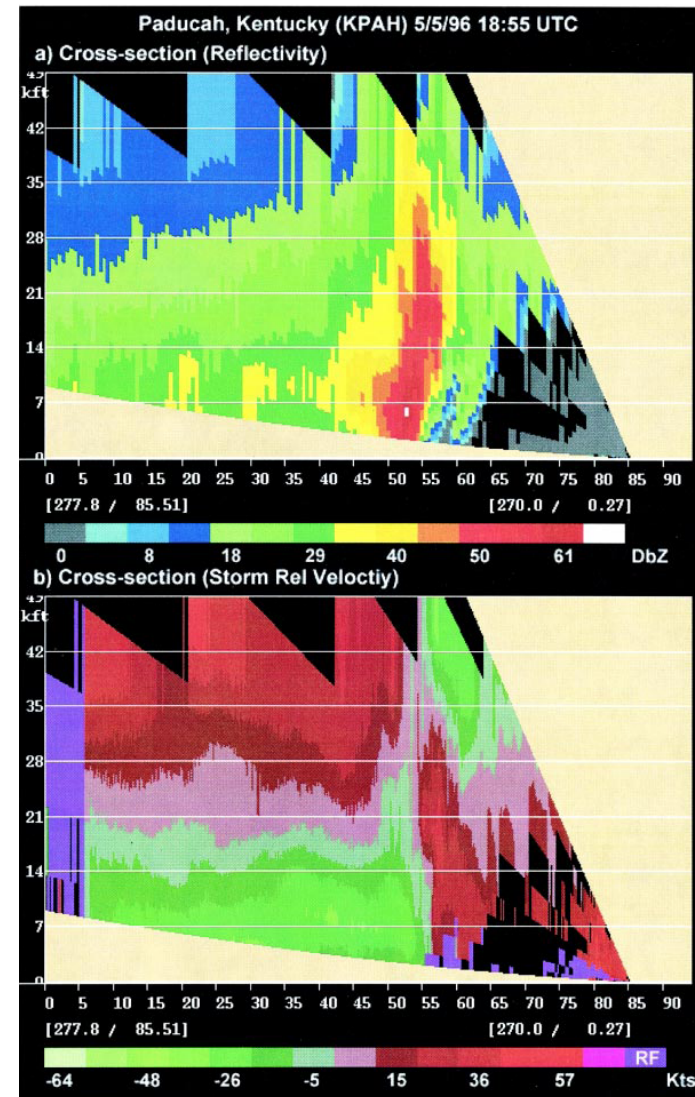 Paducah, Kentucky (KPAH) 5/5/96 18:55 UTC
a) Cross-section (Reflectivity)
kft
42
35
28
21
14
7
0
0 5 10 15 20 25 30 35 40 45 50 55 60 65 70 75 80 85 90
[277.8 / 85.51] [270.0 / 0.27]
0 8 18 29 40 50 61 DbZ
b) Cross-section (Storm Rel Veloctiy)
kft
42
35
28
21
14
7
0
0 5 10 15 20 25 30 35 40 45 50 55 60 65 70 75 80 85 90
[277.8 / 85.51] [270.0 / 0.27]
RF
-64 -48 -26 -5 15 36 57 Kts